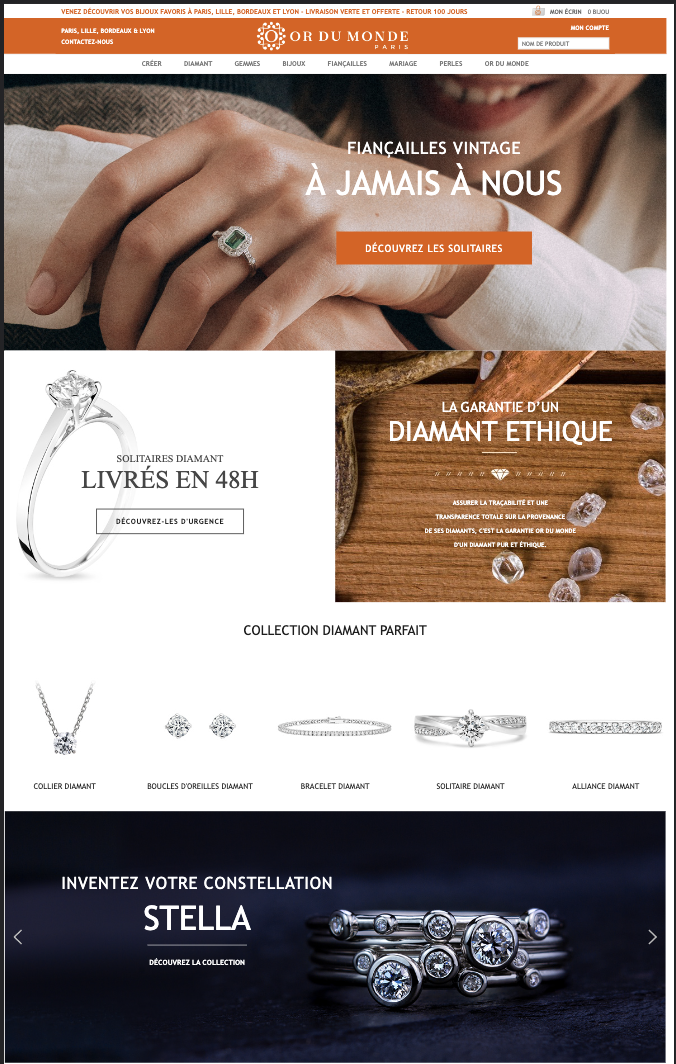 VENEZ DÉCOUVRIR VOS BIJOUX FAVORIS À PARIS, LILLE, BORDEAUX ET LYON - LIVRAISON VERTE ET OFFERTE - RETOUR 100 JOURS
MON ÉCRIN 0 BIJOU
PARIS, LILLE, BORDEAUX & LYON
CONTACTEZ-NOUS
OR DU MONDE
PARIS
MON COMPTE
NOM DE PRODUIT
CRÉER DIAMANT GEMMES BIJOUX FIANÇAILLES MARIAGE PERLES OR DU MONDE
FIANÇAILLES VINTAGE
À JAMAIS À NOUS
DÉCOUVREZ LES SOLITAIRES
SOLITAIRES DIAMANT
LIVRÉS EN 48H
DÉCOUVREZ-LES D'URGENCE
LA GARANTIE D'UN
DIAMANT ETHIQUE
ASSURER LA TRAÇABILITÉ ET UNE
TRANSPARENCE TOTALE SUR LA PROVENANCE
DE SES DIAMANTS, C'EST LA GARANTIE OR DU MONDE
D'UN DIAMANT PUR ET ÉTHIQUE.
COLLECTION DIAMANT PARFAIT
COLLIER DIAMANT BOUCLES D'OREILLES DIAMANT BRACELET DIAMANT SOLITAIRE DIAMANT ALLIANCE DIAMANT
INVENTEZ VOTRE CONSTELLATION
STELLA
DÉCOUVREZ LA COLLECTION